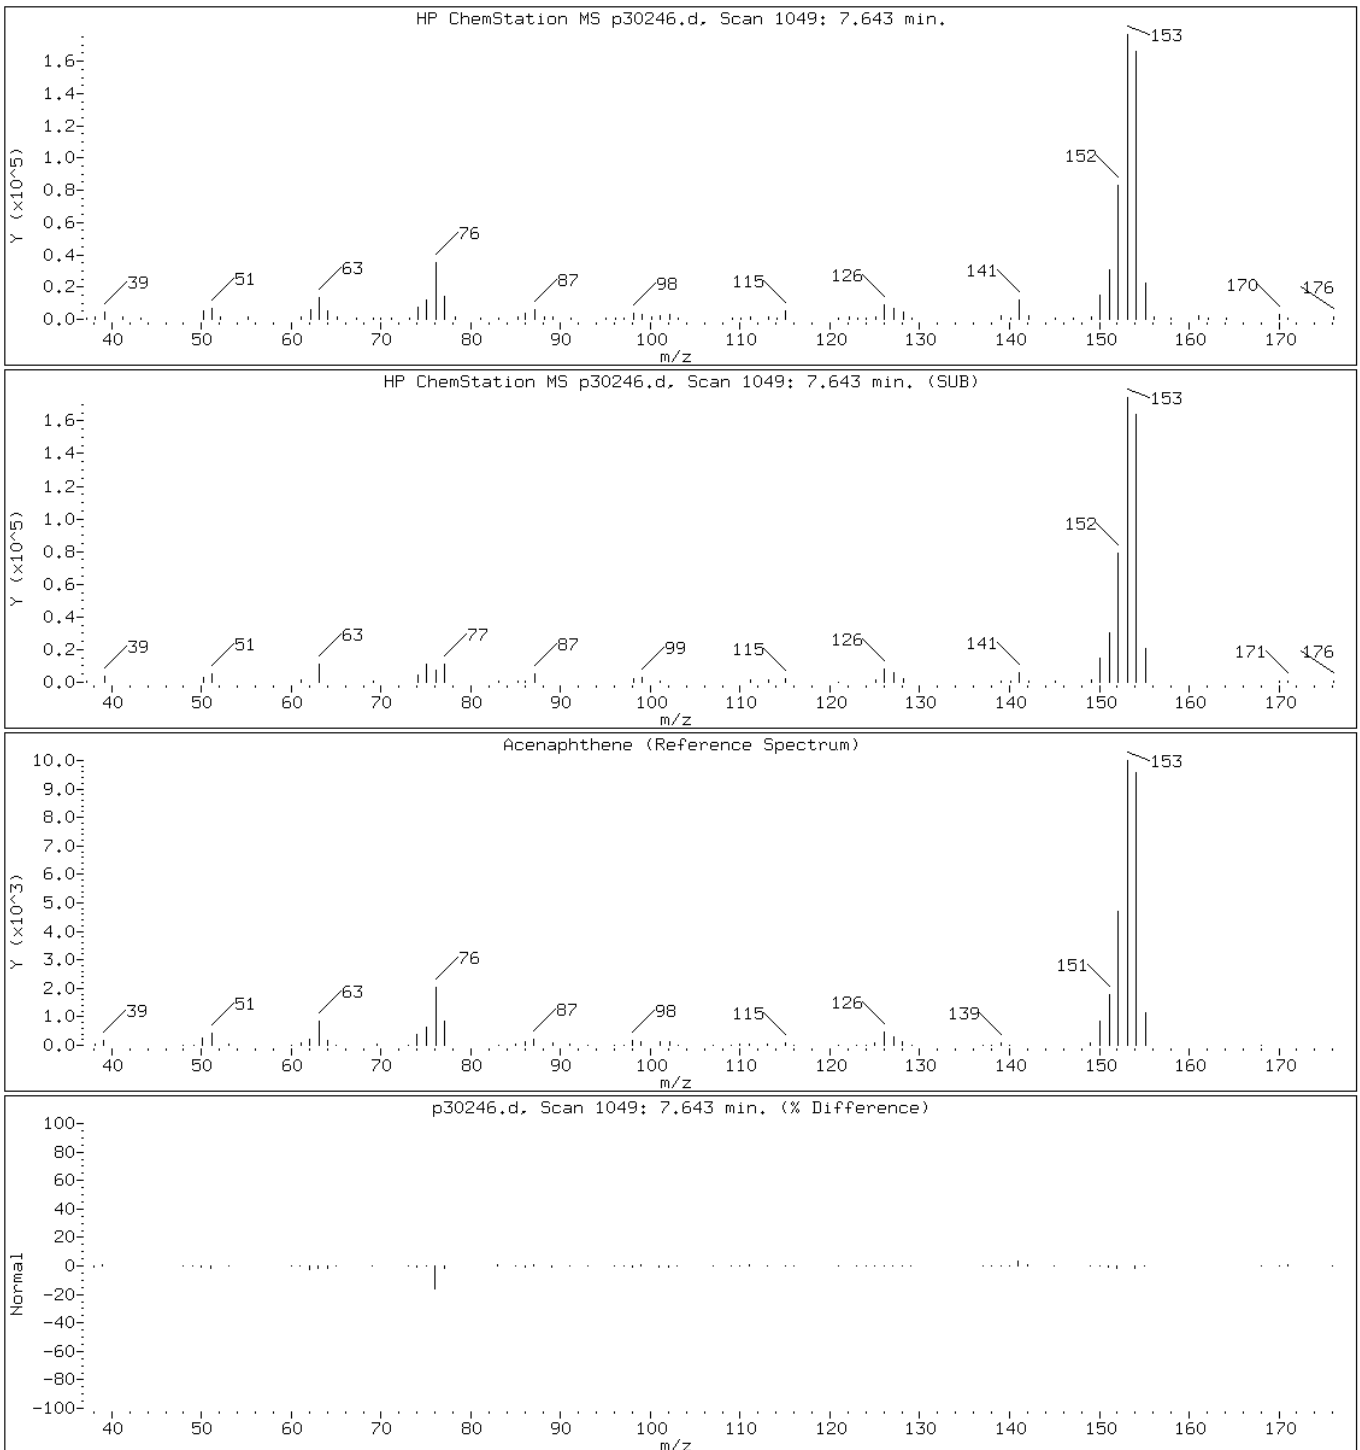 HP ChemStation MS p30246.d, Scan 1049: 7.643 min.
Y (x10^5)
1.6-
1.4-
1.2-
1.0-
0.8-
0.6-
0.4-
0.2-
0.0-
39 51 63 76 87 98 115 126 141 152 153 170 176
40 50 60 70 80 90 100 110 120 130 140 150 160 170
m/z
HP ChemStation MS p30246.d, Scan 1049: 7.643 min. (SUB)
Y (x10^5)
1.6-
1.4-
1.2-
1.0-
0.8-
0.6-
0.4-
0.2-
0.0-
39 51 63 77 87 99 115 126 141 152 153 171 176
40 50 60 70 80 90 100 110 120 130 140 150 160 170
m/z
Acenaphthene (Reference Spectrum)
Y (x10^3)
10.0-
9.0-
8.0-
7.0-
6.0-
5.0-
4.0-
3.0-
2.0-
1.0-
0.0-
39 51 63 76 87 98 115 126 139 151 153
40 50 60 70 80 90 100 110 120 130 140 150 160 170
m/z
p30246.d, Scan 1049: 7.643 min. (% Difference)
Normal
100-
80-
60-
40-
20-
0-
-20-
-40-
-60-
-80-
-100-
40 50 60 70 80 90 100 110 120 130 140 150 160 170
m/z